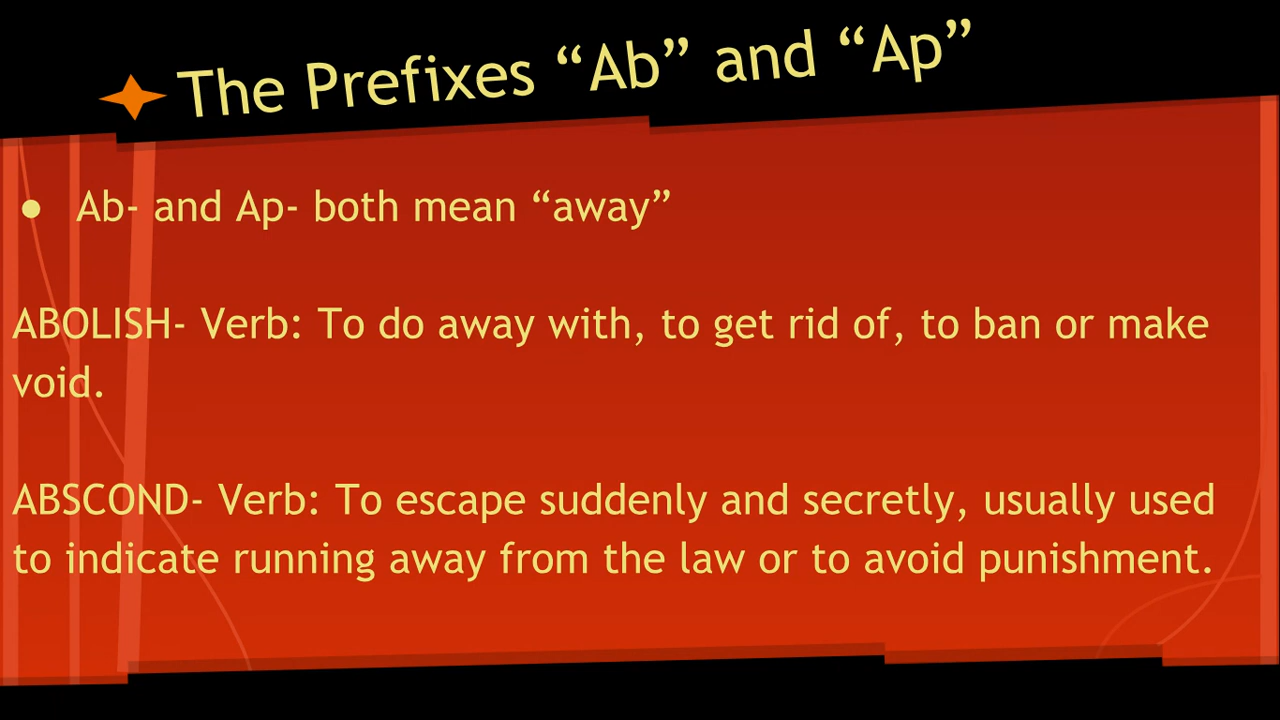 The Prefixes “Ab” and “Ap”
● Ab- and Ap- both mean “away”
ABOLISH- Verb: To do away with, to get rid of, to ban or make
void.
ABSCOND- Verb: To escape suddenly and secretly, usually used
to indicate running away from the law or to avoid punishment.